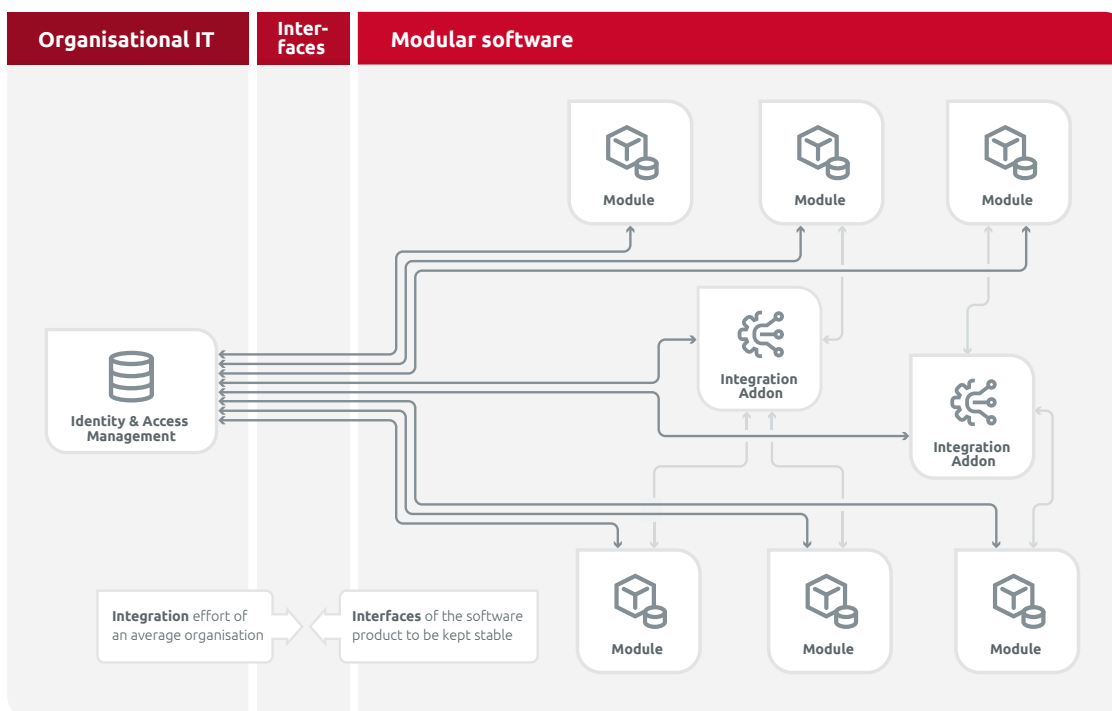 Organisational IT
Inter-
faces
Modular software
Module
Module
Module
Identity & Access
Management
Integration
Addon
Integration
Addon
Integration effort of
an average organisation
Interfaces of the software
product to be kept stable
Module
Module
Module